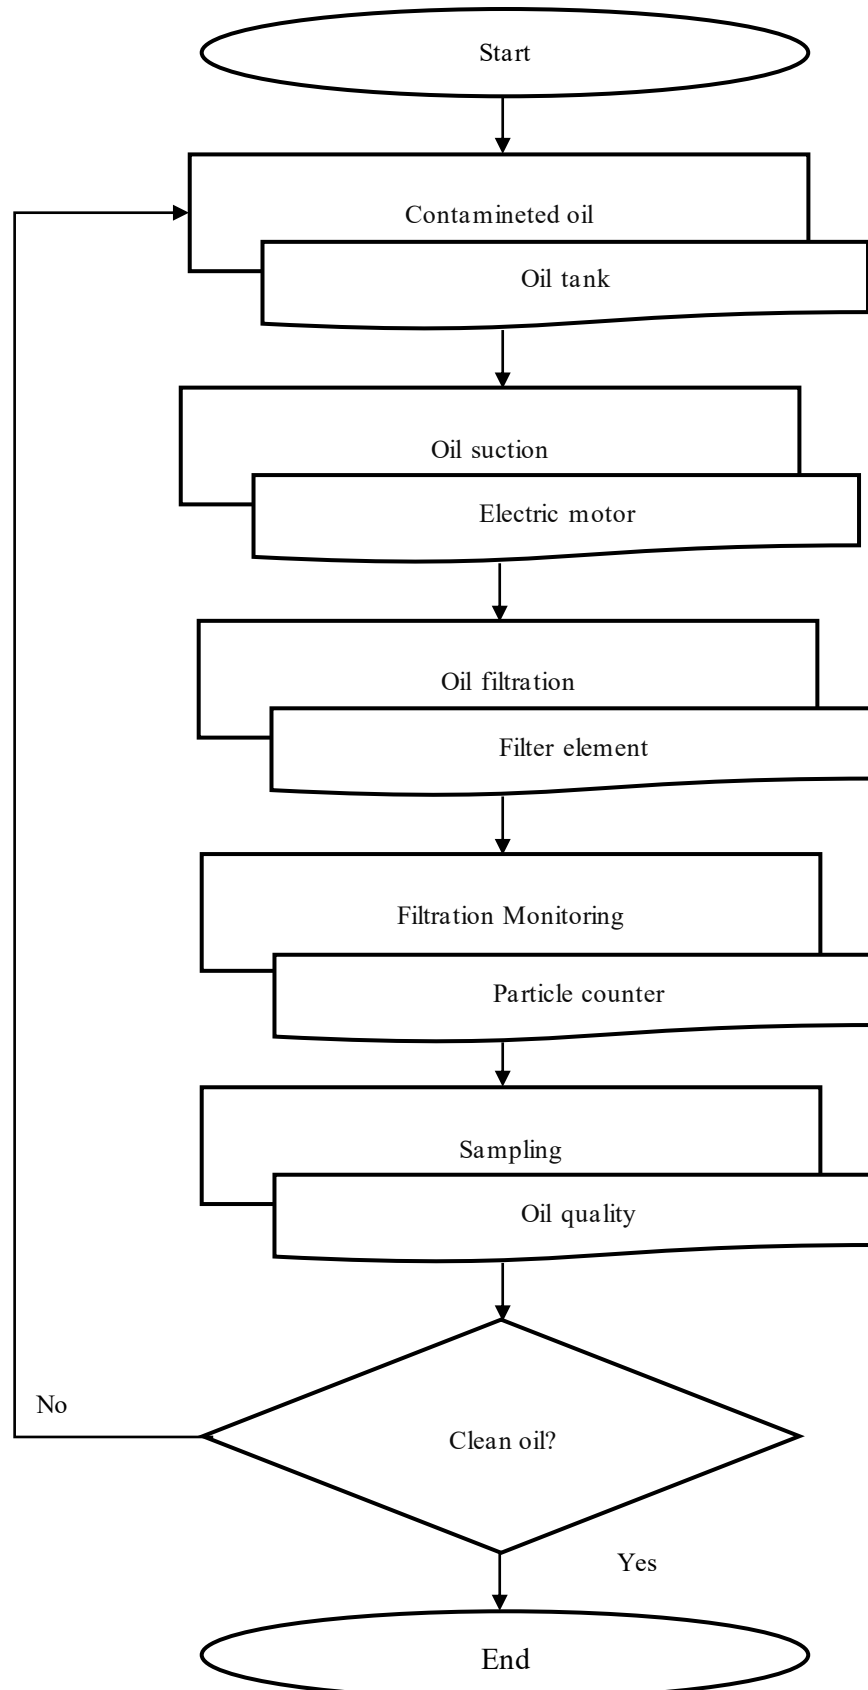 Start
Contamineted oil
Oil tank
Oil suction
Electric motor
Oil filtration
Filter element
Filtration Monitoring
Particle counter
Sampling
Oil quality
No
Clean oil?
Yes
End